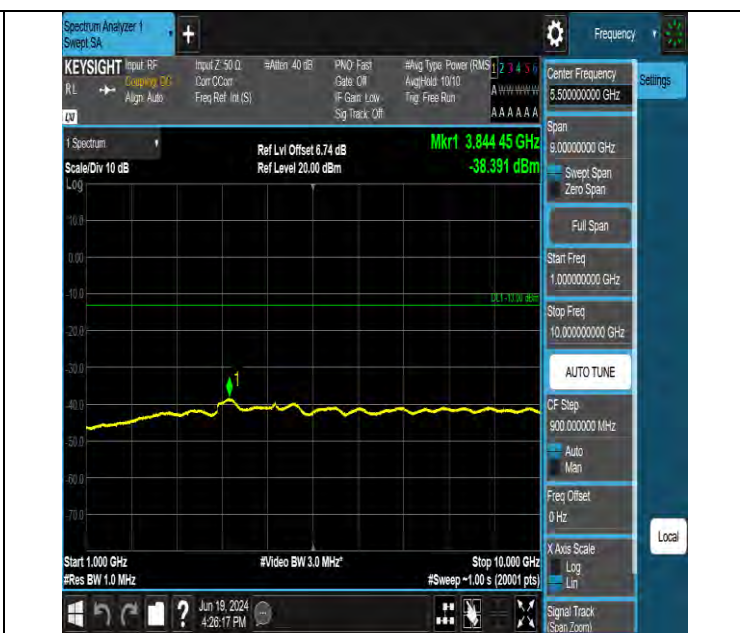 Spectrum Analyzer 1
Swept SA
Frequency
KEYSIGHT
RL
Input: RF
Coupling: DC
Align: Auto
Input Z: 50 Ω
Corr CCorr
Freq Ref: Int (S)
#Atten: 40 dB
PNO: Fast
Gate: Off
IF Gain: Low
Sig Track: Off
#Avg Type: Power (RMS
Avg|Hold: 10/10
Trig: Free Run
1 2 3 4 5 6
A W W W W W
A A A A A A
1 Spectrum
Scale/Div 10 dB
Log
Ref Lvl Offset 6.74 dB
Ref Level 20.00 dBm
Mkr1 3.844 45 GHz
-38.391 dBm
10.0
0.00
-10.0
DL1 -13.00 dBm
-20.0
-30.0
1
-40.0
-50.0
-60.0
-70.0
Start 1.000 GHz
#Res BW 1.0 MHz
#Video BW 3.0 MHz*
Stop 10.000 GHz
#Sweep ~1.00 s (20001 pts)
Jun 19, 2024
4:26:17 PM
Center Frequency
5.500000000 GHz
Settings
Span
9.00000000 GHz
Swept Span
Zero Span
Full Span
Start Freq
1.000000000 GHz
Stop Freq
10.000000000 GHz
AUTO TUNE
CF Step
900.000000 MHz
Auto
Man
Freq Offset
0 Hz
X Axis Scale
Log
Lin
Local
Signal Track
(Span Zoom)